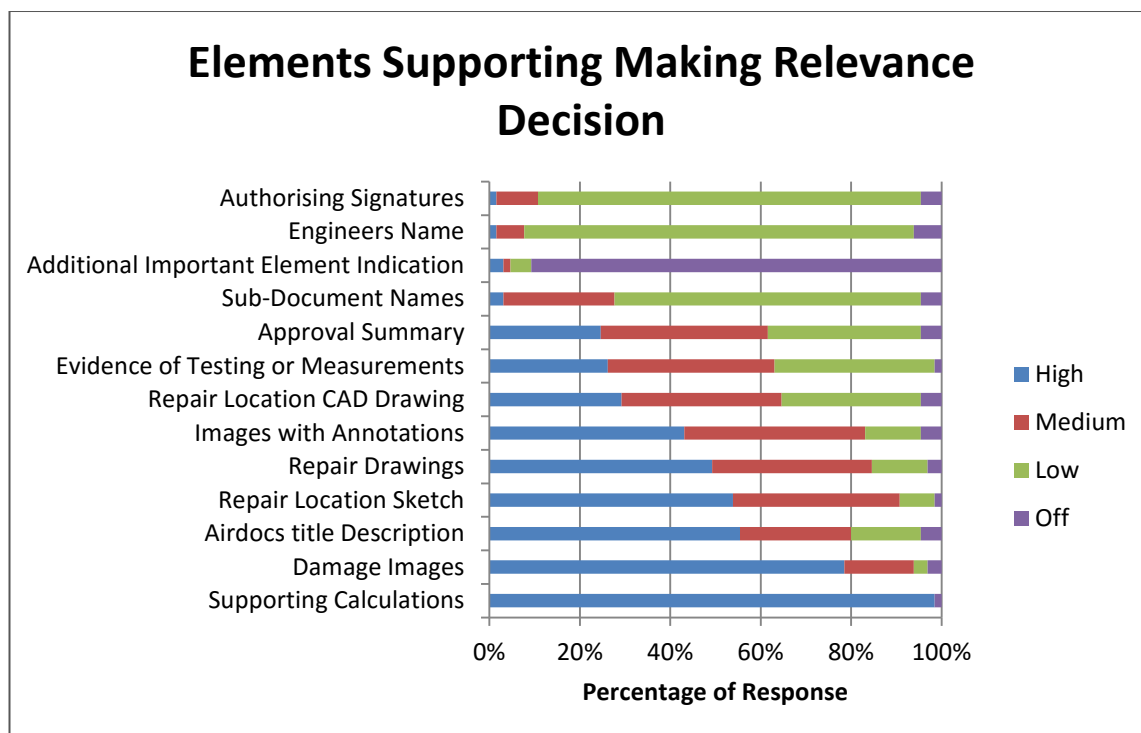 Elements Supporting Making Relevance
Decision
Authorising Signatures
Engineers Name
Additional Important Element Indication
Sub-Document Names
Approval Summary
Evidence of Testing or Measurements
Repair Location CAD Drawing
Images with Annotations
Repair Drawings
Repair Location Sketch
Airdocs title Description
Damage Images
Supporting Calculations
0% 20% 40% 60% 80% 100%
Percentage of Response
High
Medium
Low
Off